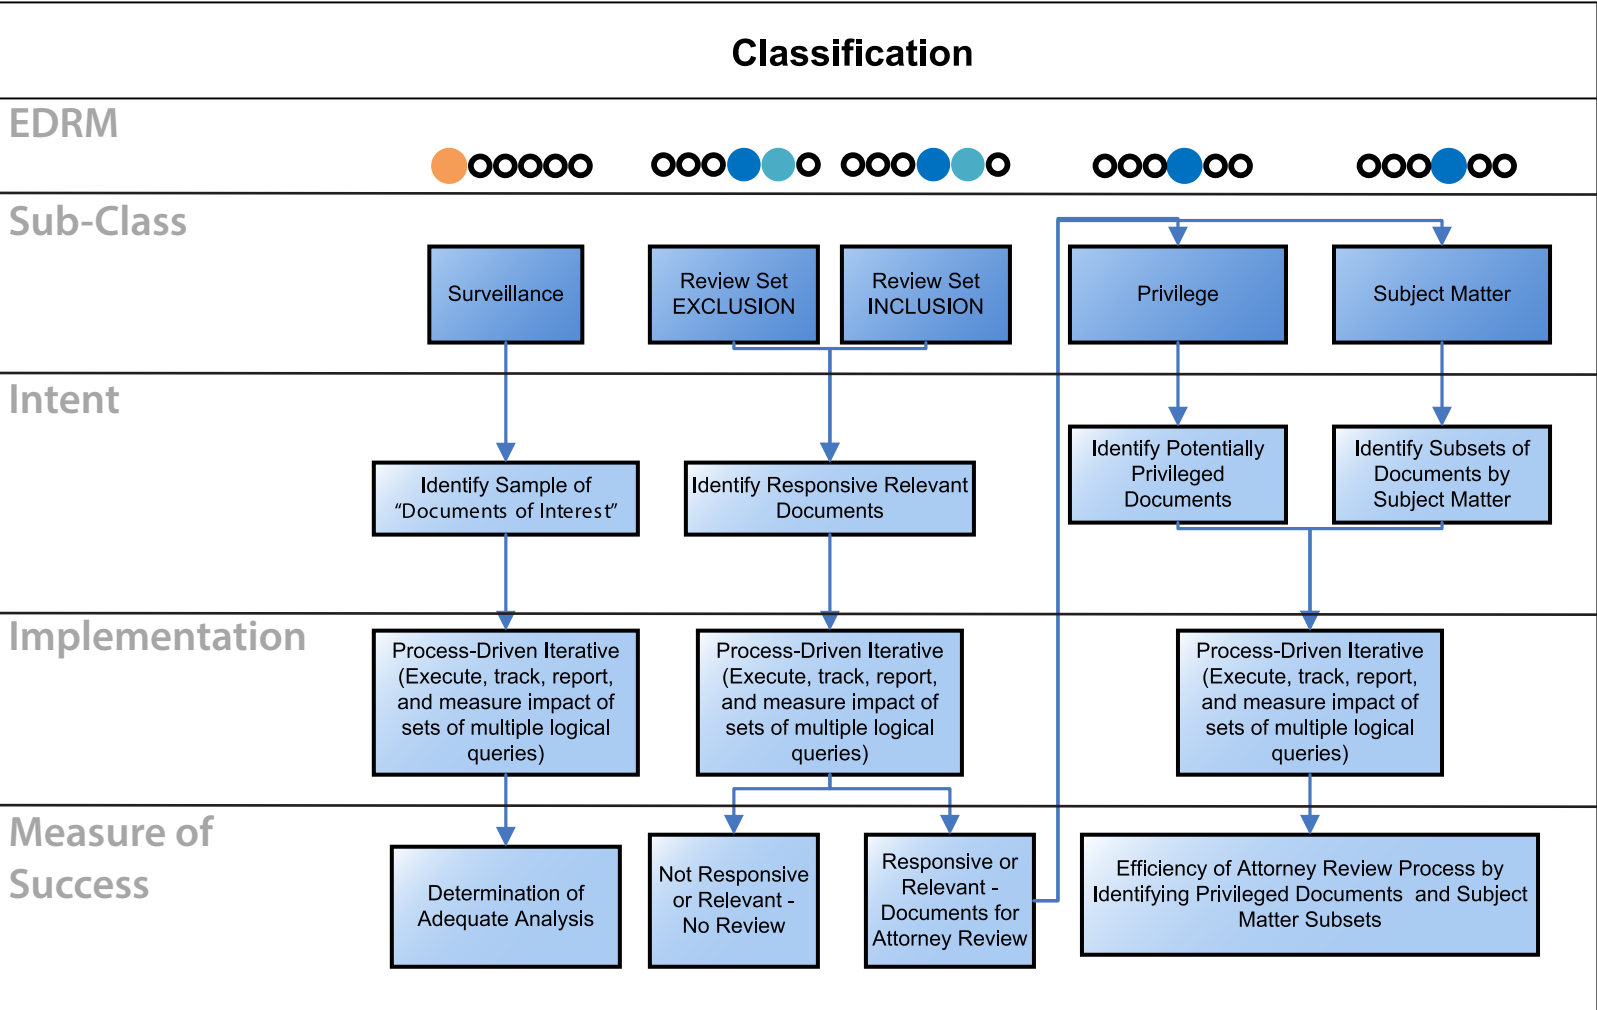 Classification
EDRM
Sub-Class
Surveillance
Review Set
EXCLUSION
Review Set
INCLUSION
Privilege
Subject Matter
Intent
Identify Sample of
“Documents of Interest”
Identify Responsive Relevant
Documents
Identify Potentially
Privileged
Documents
Identify Subsets of
Documents by
Subject Matter
Implementation
Process-Driven Iterative
(Execute, track, report,
and measure impact of
sets of multiple logical
queries)
Process-Driven Iterative
(Execute, track, report,
and measure impact of
sets of multiple logical
queries)
Process-Driven Iterative
(Execute, track, report,
and measure impact of
sets of multiple logical
queries)
Measure of
Success
Determination of
Adequate Analysis
Not Responsive
or Relevant -
No Review
Responsive or
Relevant -
Documents for
Attorney Review
Efficiency of Attorney Review Process by
Identifying Privileged Documents and Subject
Matter Subsets